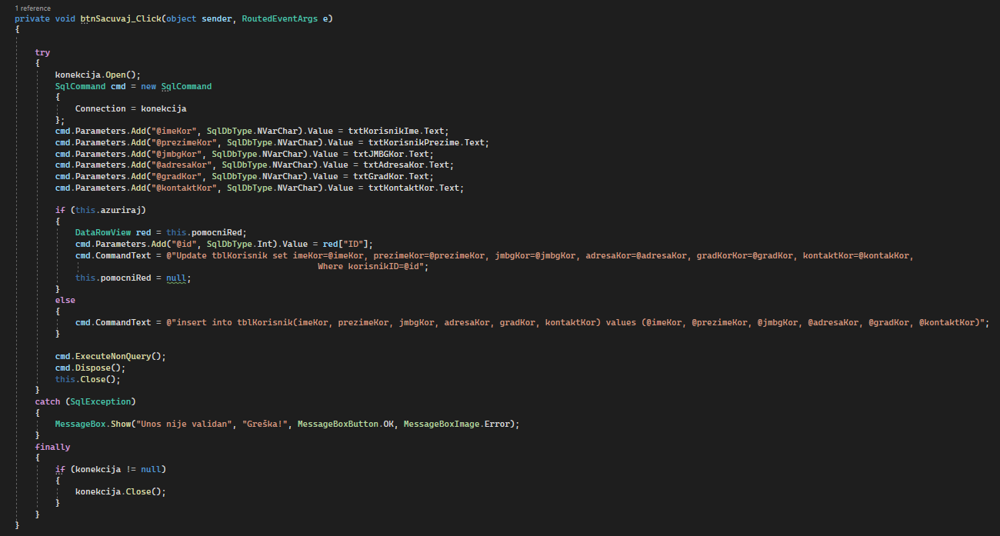 1 reference
private void btnSacuvaj_Click(object sender, RoutedEventArgs e)
{
try
{
konekcija.Open();
SqlCommand cmd = new SqlCommand
{
Connection = konekcija
};
cmd.Parameters.Add("@imeKor", SqlDbType.NVarChar).Value = txtKorisnikIme.Text;
cmd.Parameters.Add("@prezimeKor", SqlDbType.NVarChar).Value = txtKorisnikPrezime.Text;
cmd.Parameters.Add("@jmbgKor", SqlDbType.NVarChar).Value = txtJMBGKor.Text;
cmd.Parameters.Add("@adresaKor", SqlDbType.NVarChar).Value = txtAdresaKor.Text;
cmd.Parameters.Add("@gradKor", SqlDbType.NVarChar).Value = txtGradKor.Text;
cmd.Parameters.Add("@kontaktKor", SqlDbType.NVarChar).Value = txtKontaktKor.Text;
if (this.azuriraj)
{
DataRowView red = this.pomocniRed;
cmd.Parameters.Add("@id", SqlDbType.Int).Value = red["ID"];
cmd.CommandText = @"Update tblKorisnik set imeKor=@imeKor, prezimeKor=@prezimeKor, jmbgKor=@jmbgKor, adresaKor=@adresaKor, gradKorKor=@gradKor, kontaktKor=@kontakKor,
Where korisnikID=@id";
this.pomocniRed = null;
}
else
{
cmd.CommandText = @"insert into tblKorisnik(imeKor, prezimeKor, jmbgKor, adresaKor, gradKor, kontaktKor) values (@imeKor, @prezimeKor, @jmbgKor, @adresaKor, @gradKor, @kontaktKor)";
}
cmd.ExecuteNonQuery();
cmd.Dispose();
this.Close();
}
catch (SqlException)
{
MessageBox.Show("Unos nije validan", "Greška!", MessageBoxButton.OK, MessageBoxImage.Error);
}
finally
{
if (konekcija != null)
{
konekcija.Close();
}
}
}